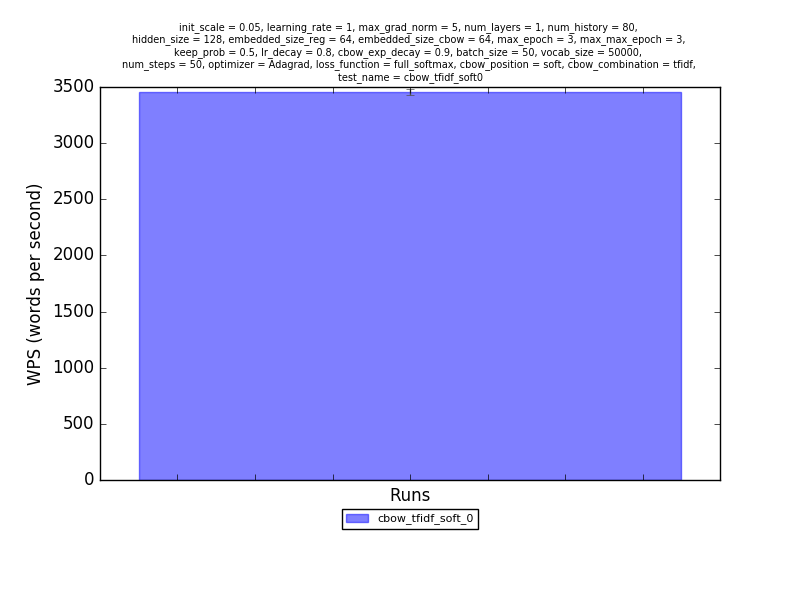 init_scale = 0.05, learning_rate = 1, max_grad_norm = 5, num_layers = 1, num_history = 80,
hidden_size = 128, embedded_size_reg = 64, embedded_size_cbow = 64, max_epoch = 3, max_max_epoch = 3,
keep_prob = 0.5, lr_decay = 0.8, cbow_exp_decay = 0.9, batch_size = 50, vocab_size = 50000,
num_steps = 50, optimizer = Adagrad, loss_function = full_softmax, cbow_position = soft, cbow_combination = tfidf,
test_name = cbow_tfidf_soft0
3500
3000
2500
2000
1500
1000
500
0
WPS (words per second)
Runs
cbow_tfidf_soft_0